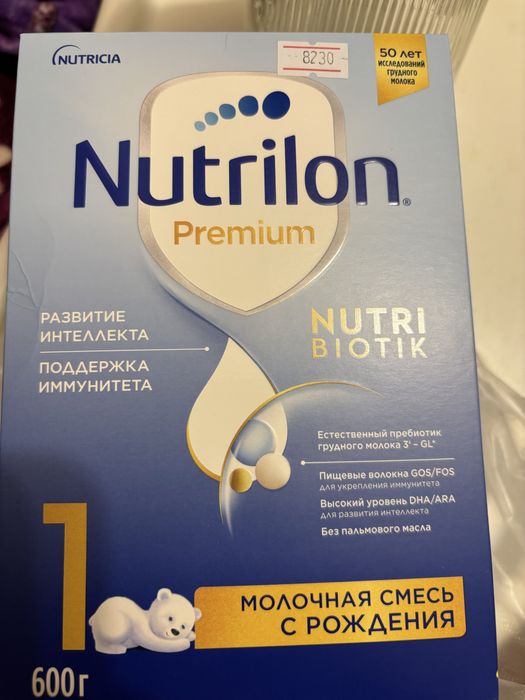 NUTRICIA
8230
50 ЛЕТ
ИССЛЕДОВАНИЙ
ГРУДНОГО
МОЛОКА
Nutrilon®
Premium
РАЗВИТИЕ
ИНТЕЛЛЕКТА
ПОДДЕРЖКА
ИММУНИТЕТА
NUTRI
BIOTIK
Естественный пребиотик
грудного молока 3' – GL*
Пищевые волокна GOS/FOS
для укрепления иммунитета
Высокий уровень DHA/ARA
для развития интеллекта
Без пальмового масла
1
МОЛОЧНАЯ СМЕСЬ
С РОЖДЕНИЯ
600г